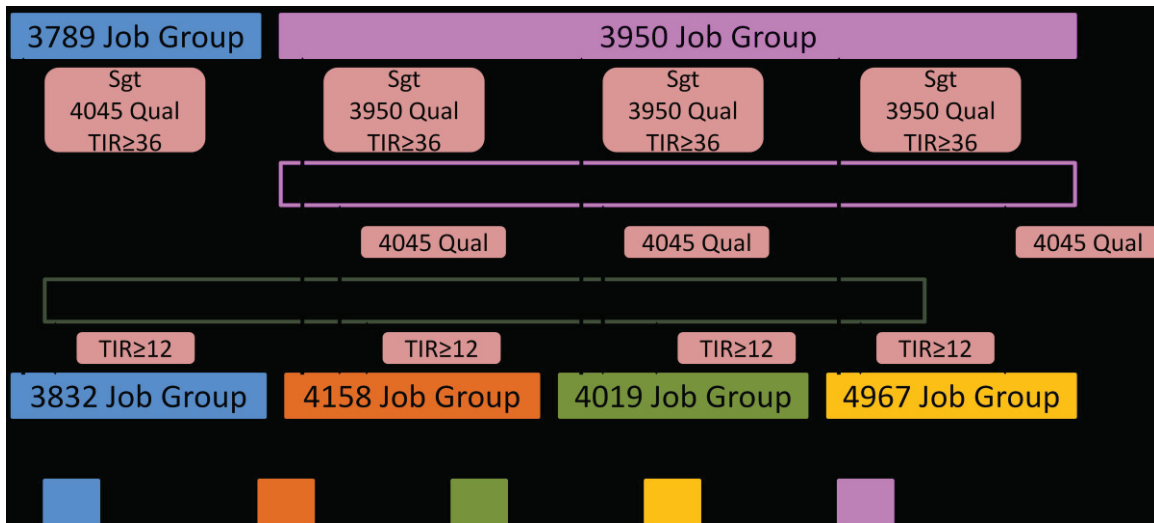 3789 Job Group
3950 Job Group
Sgt
4045 Qual
TIR≥36
Sgt
3950 Qual
TIR≥36
Sgt
3950 Qual
TIR≥36
Sgt
3950 Qual
TIR≥36
4045 Qual
4045 Qual
4045 Qual
TIR≥12
TIR≥12
TIR≥12
TIR≥12
3832 Job Group
4158 Job Group
4019 Job Group
4967 Job Group